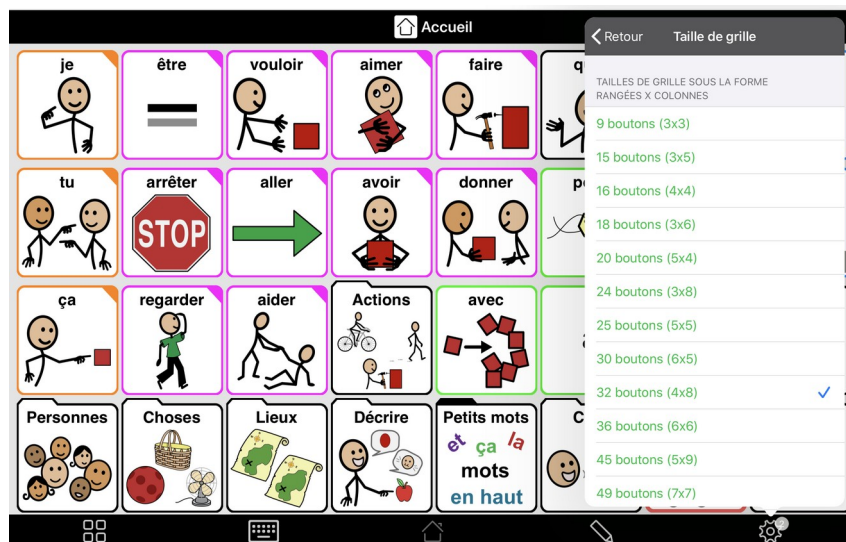 Accueil
Retour
Taille de grille
TAILLES DE GRILLE SOUS LA FORME
RANGÉES X COLONNES
9 boutons (3x3)
15 boutons (3x5)
16 boutons (4x4)
18 boutons (3x6)
20 boutons (5x4)
24 boutons (3x8)
25 boutons (5x5)
30 boutons (6x5)
32 boutons (4x8)
36 boutons (6x6)
45 boutons (5x9)
49 boutons (7x7)
je
être
vouloir
aimer
faire
tu
arrêter
STOP
aller
avoir
donner
ça
regarder
aider
Actions
avec
Personnes
Choses
Lieux
Décrire
Petits mots
et ça la
mots
en haut
2